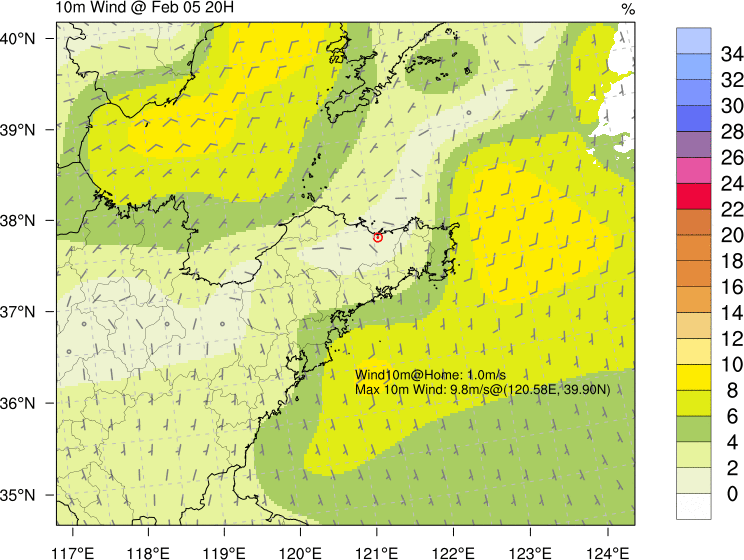 10m Wind @ Feb 05 20H
%
40°N
39°N
38°N
37°N
36°N
35°N
117°E
118°E
119°E
120°E
121°E
122°E
123°E
124°E
Wind10m@Home: 1.0m/s
Max 10m Wind: 9.8m/s@(120.58E, 39.90N)
34
32
30
28
26
24
22
20
18
16
14
12
10
8
6
4
2
0